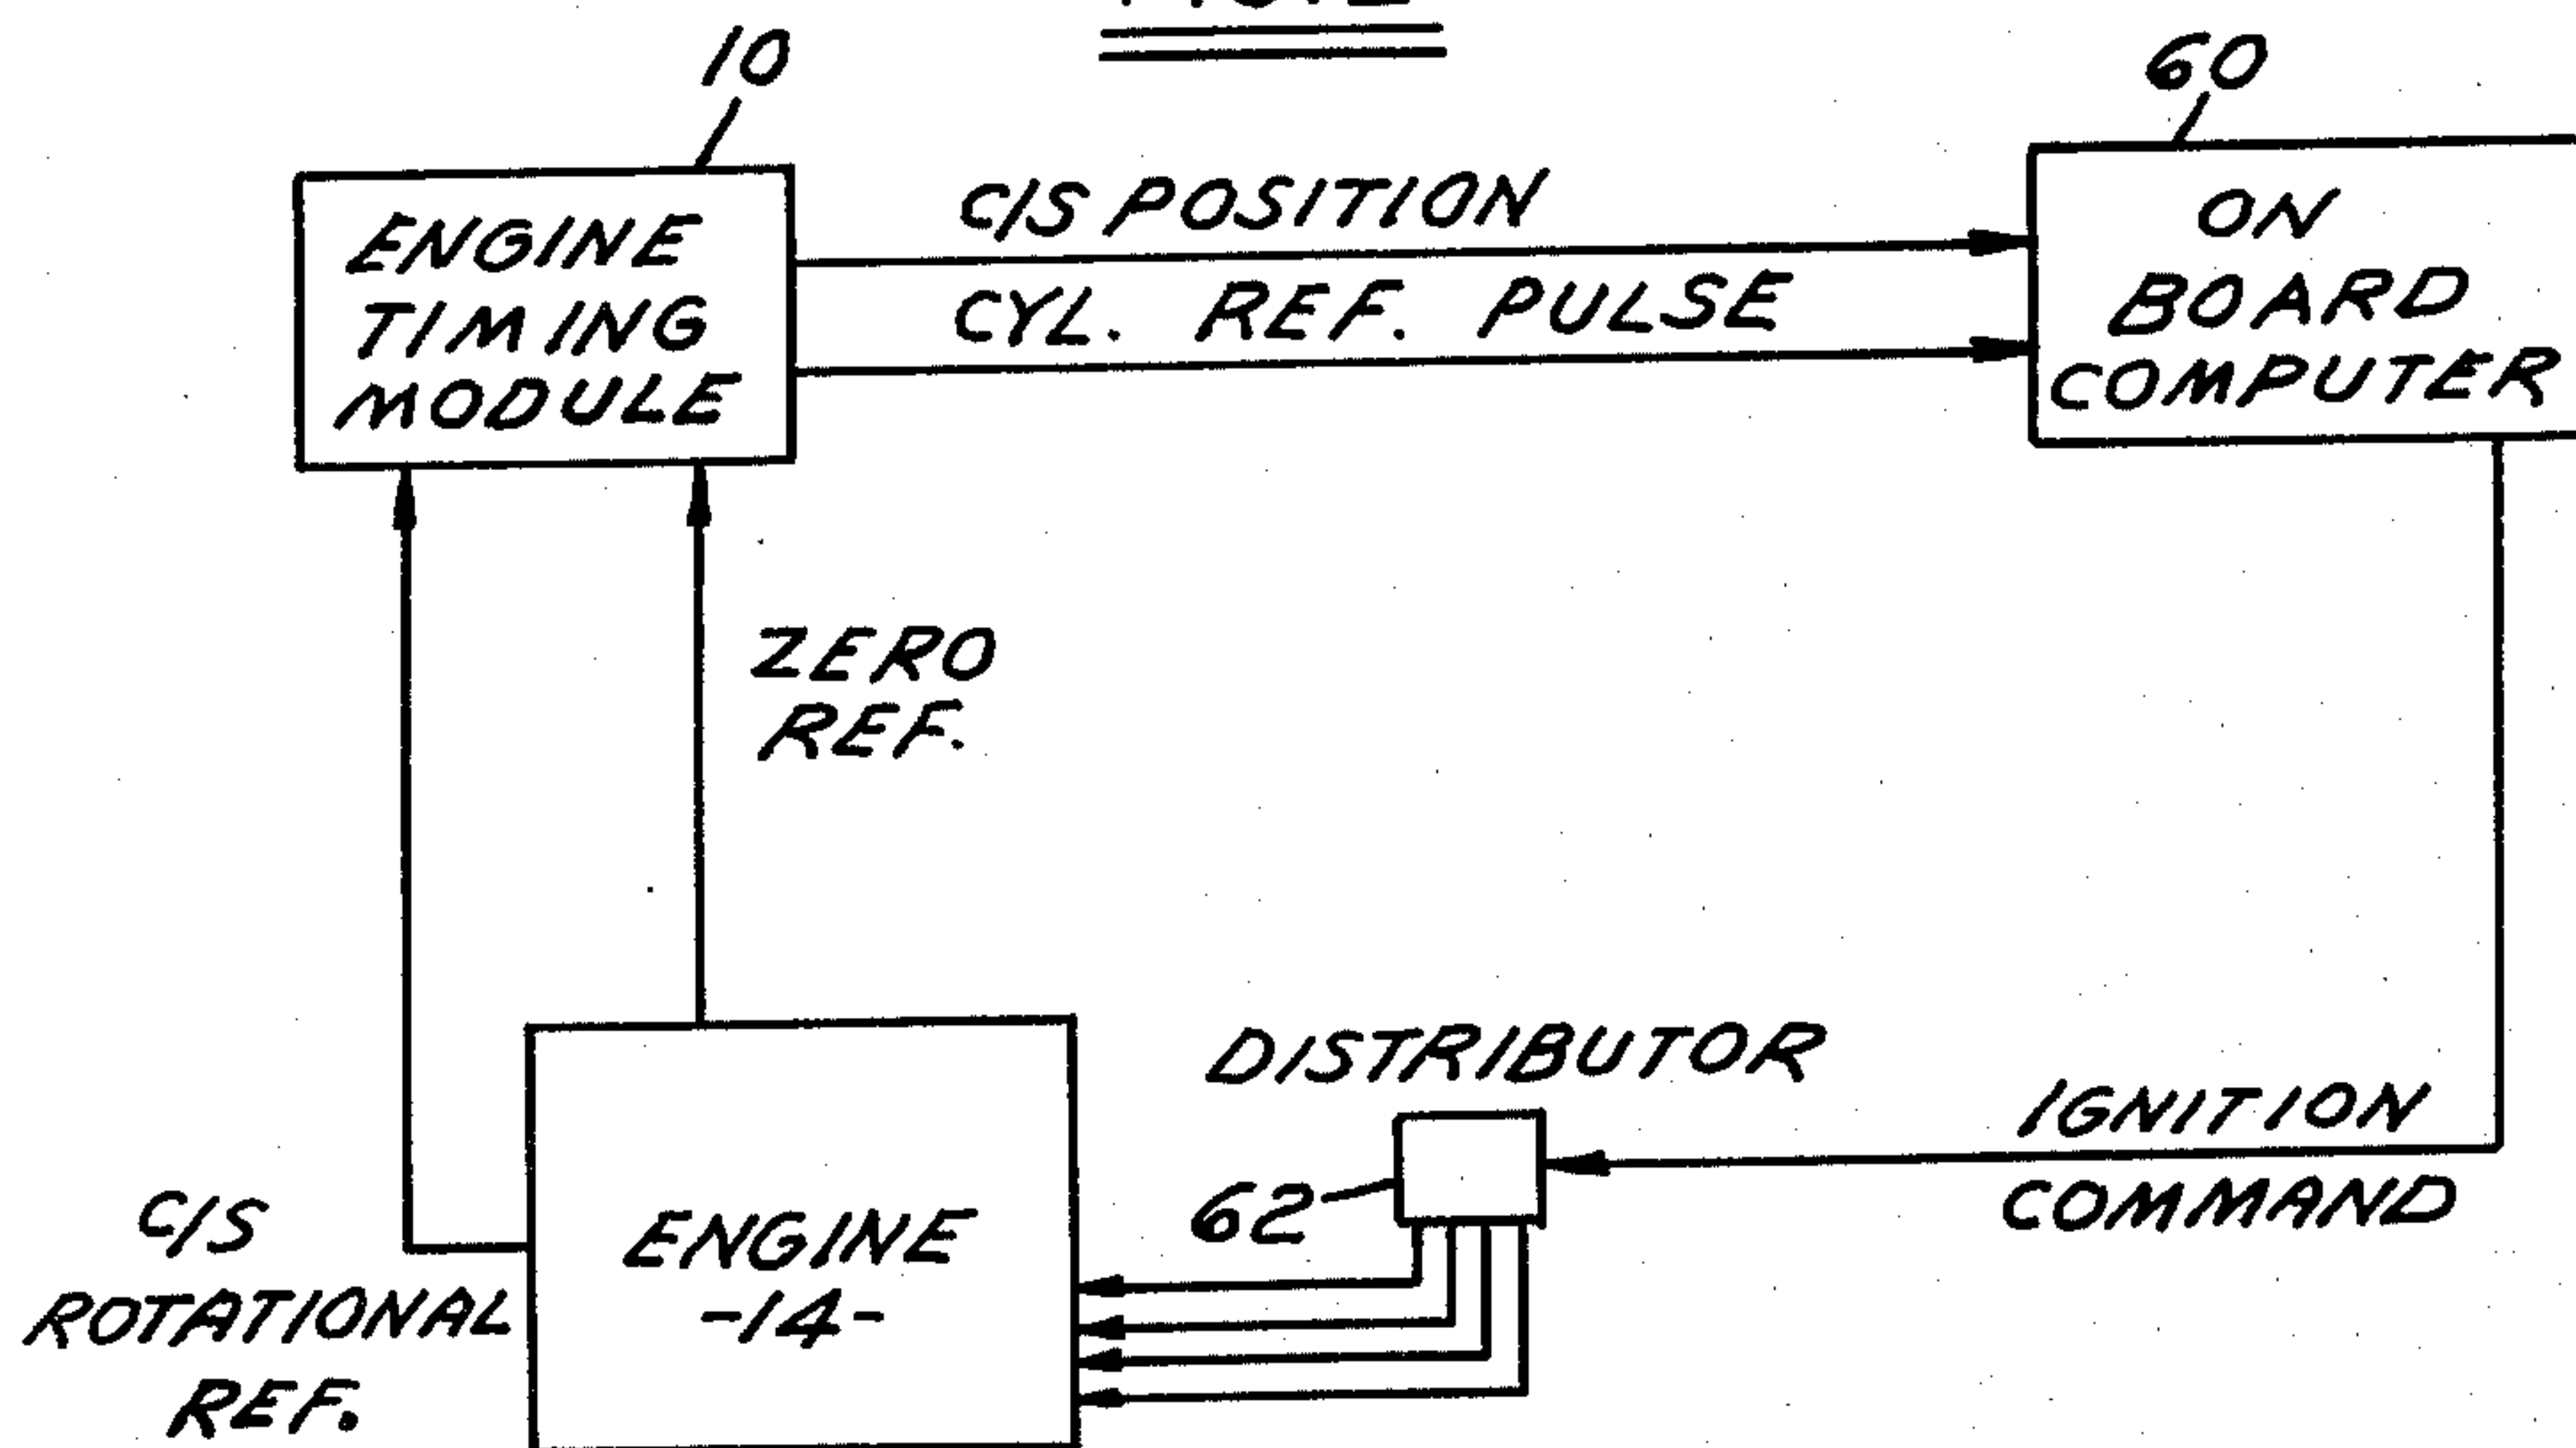 10
60
ENGINE
TIMING
MODULE
C/S POSITION
CYL. REF. PULSE
ON
BOARD
COMPUTER
ZERO
REF.
DISTRIBUTOR
62
IGNITION
COMMAND
C/S
ROTATIONAL
REF.
ENGINE
-14-